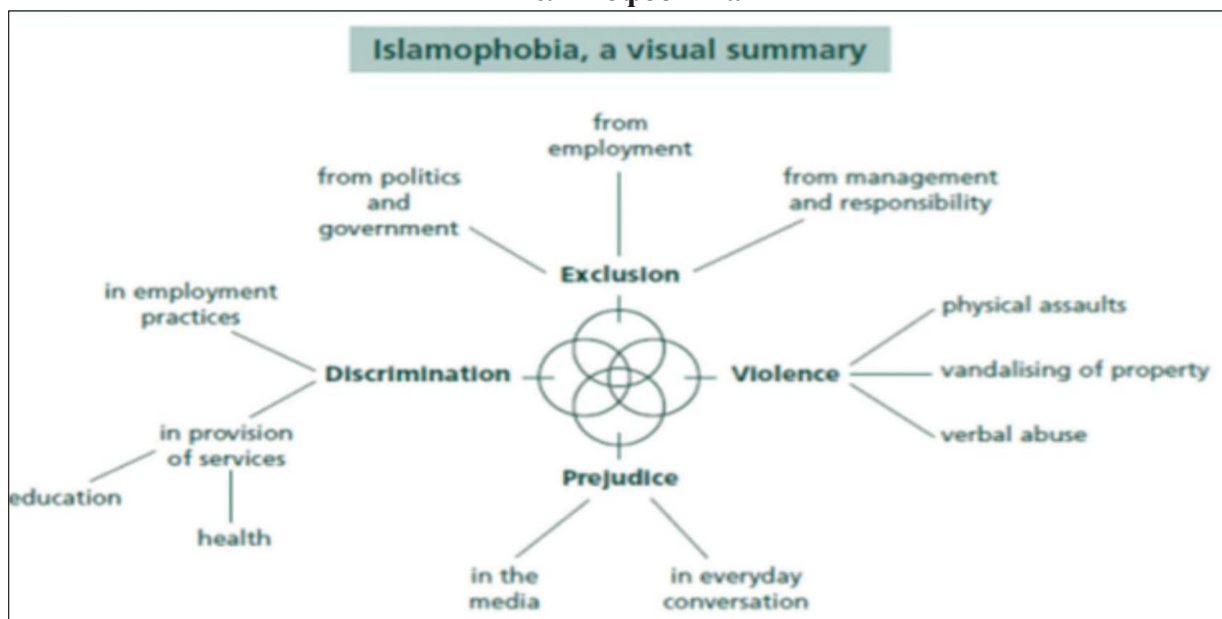 Islamophobia, a visual summary
from
employment
from politics
and
government
from management
and responsibility
Exclusion
in employment
practices
physical assaults
Discrimination
Violence
vandalising of property
in provision
of services
verbal abuse
education
health
Prejudice
in the
media
in everyday
conversation